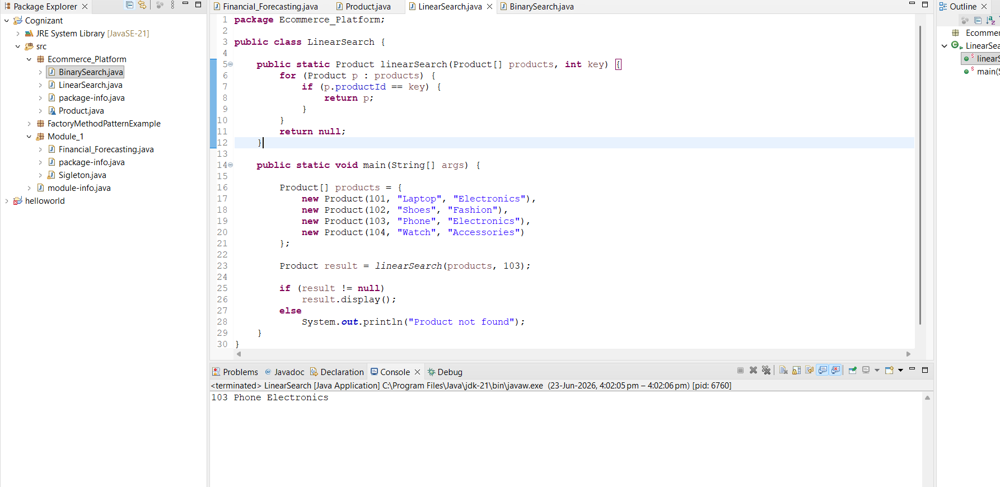 Package Explorer
Cognizant
JRE System Library [JavaSE-21]
src
Ecommerce_Platform
BinarySearch.java
LinearSearch.java
package-info.java
Product.java
FactoryMethodPatternExample
Module_1
Financial_Forecasting.java
package-info.java
Sigleton.java
module-info.java
helloworld
Financial_Forecasting.java Product.java LinearSearch.java BinarySearch.java
1 package Ecommerce_Platform;
2
3 public class LinearSearch {
4
5     public static Product linearSearch(Product[] products, int key) {
6         for (Product p : products) {
7             if (p.productId == key) {
8                 return p;
9             }
10         }
11         return null;
12     }
13
14     public static void main(String[] args) {
15
16         Product[] products = {
17             new Product(101, "Laptop", "Electronics"),
18             new Product(102, "Shoes", "Fashion"),
19             new Product(103, "Phone", "Electronics"),
20             new Product(104, "Watch", "Accessories")
21         };
22
23         Product result = linearSearch(products, 103);
24
25         if (result != null)
26             result.display();
27         else
28             System.out.println("Product not found");
29     }
30 }
Problems @ Javadoc Declaration Console Debug
<terminated> LinearSearch [Java Application] C:\Program Files\Java\jdk-21\bin\javaw.exe (23-Jun-2026, 4:02:05 pm – 4:02:06 pm) [pid: 6760]
103 Phone Electronics
Outline
Ecommer
LinearSea
linearS
main(S